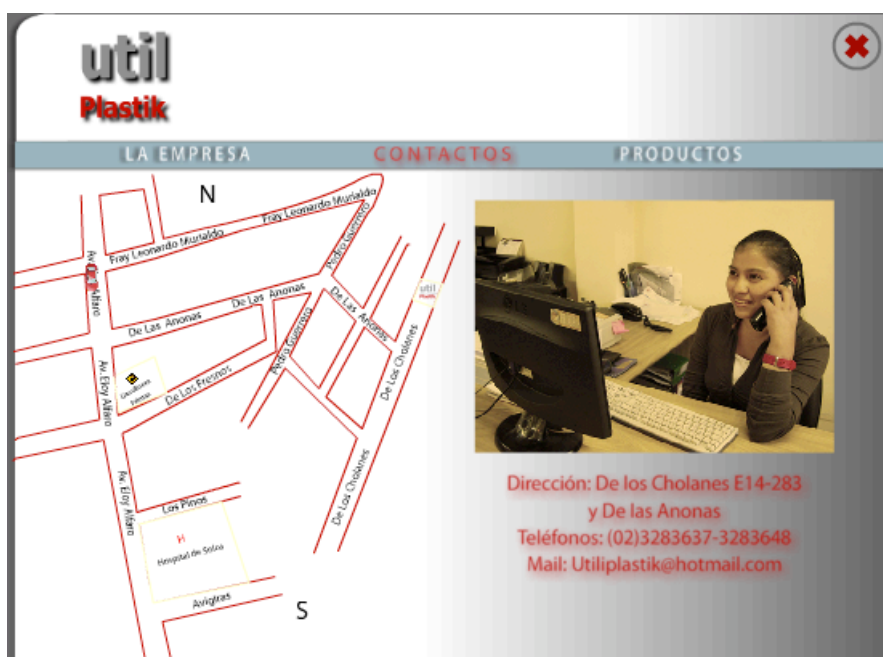 util
Plastik
LA EMPRESA
CONTACTOS
PRODUCTOS
N
Fray Leonardo Murialdo
Fray Leonardo Murialdo
Pedro Guerrero
Av. Alfaro
De Las Anonas
De Las Anonas
De Las Anonas
util
Plastik
Pedro Guerrero
De Los Cholanes
Av. Eloy Alfaro
De Los Fresnos
Av. Eloy Alfaro
Los Pinos
De Los Cholanes
H
Hospital de Solca
Avigiras
S
Dirección: De los Cholanes E14-283
y De las Anonas
Teléfonos: (02)3283637-3283648
Mail: Utiliplastik@hotmail.com